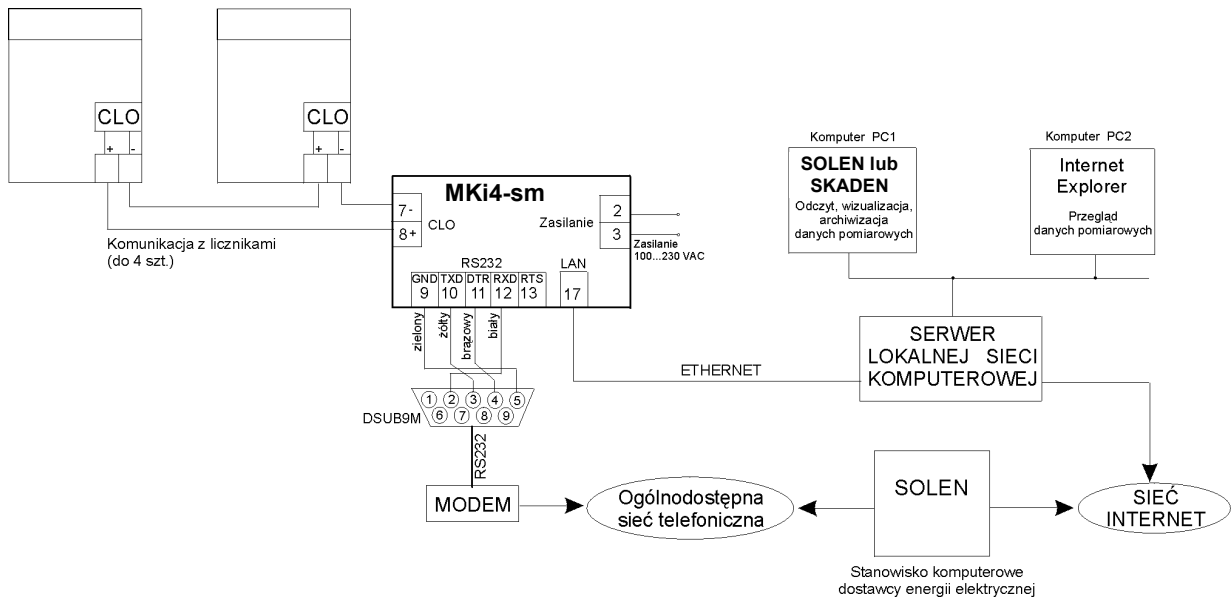 CLO
+ -
CLO
+ -
Komunikacja z licznikami
(do 4 szt.)
MKi4-sm
7-
8+
CLO
Zasilanie
2
3
Zasilanie
100...230 VAC
RS232
LAN
GND TXD DTR RXD RTS
9 10 11 12 13
17
zielony
żółty
brązowy
biały
1 2 3 4 5
6 7 8 9
DSUB9M
RS232
MODEM
Ogólnodostępna
sieć telefoniczna
ETHERNET
Komputer PC1
SOLEN lub
SKADEN
Odczyt, wizualizacja,
archiwizacja
danych pomiarowych
Komputer PC2
Internet
Explorer
Przegląd
danych pomiarowych
SERWER
LOKALNEJ SIECI
KOMPUTEROWEJ
SOLEN
Stanowisko komputerowe
dostawcy energii elektrycznej
SIEĆ
INTERNET